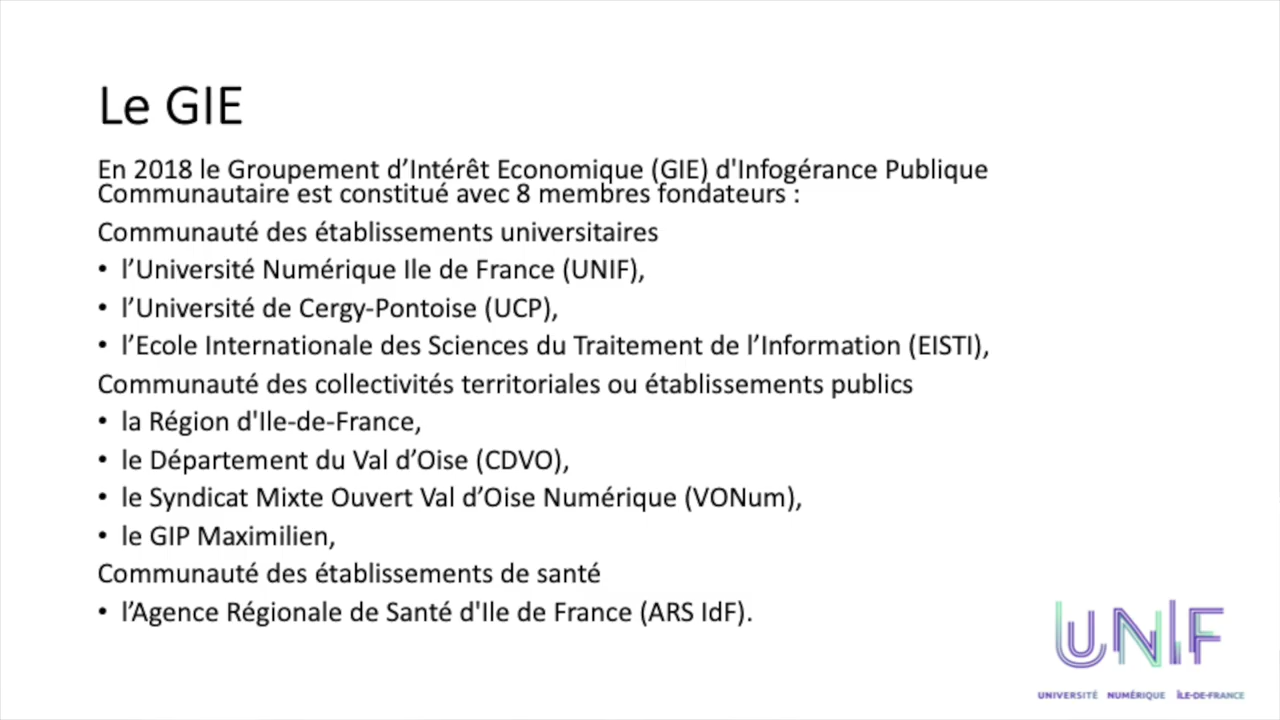 Le GIE
En 2018 le Groupement d’Intérêt Economique (GIE) d'Infogérance Publique
Communautaire est constitué avec 8 membres fondateurs :
Communauté des établissements universitaires
• l’Université Numérique Ile de France (UNIF),
• l’Université de Cergy-Pontoise (UCP),
• l’Ecole Internationale des Sciences du Traitement de l’Information (EISTI),
Communauté des collectivités territoriales ou établissements publics
• la Région d'Ile-de-France,
• le Département du Val d’Oise (CDVO),
• le Syndicat Mixte Ouvert Val d’Oise Numérique (VONum),
• le GIP Maximilien,
Communauté des établissements de santé
• l’Agence Régionale de Santé d'Ile de France (ARS IdF).
UNIF
UNIVERSITÉ NUMÉRIQUE ÎLE-DE-FRANCE